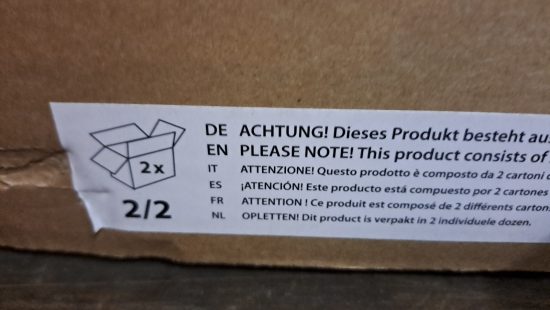 2x
2/2
DE ACHTUNG! Dieses Produkt besteht aus
EN PLEASE NOTE! This product consists of
IT ATTENZIONE! Questo prodotto è composto da 2 cartoni
ES ¡ATENCIÓN! Este producto está compuesto por 2 cartones
FR ATTENTION ! Ce produit est composé de 2 différents carton
NL OPLETTEN! Dit product is verpakt in 2 individuele dozen.